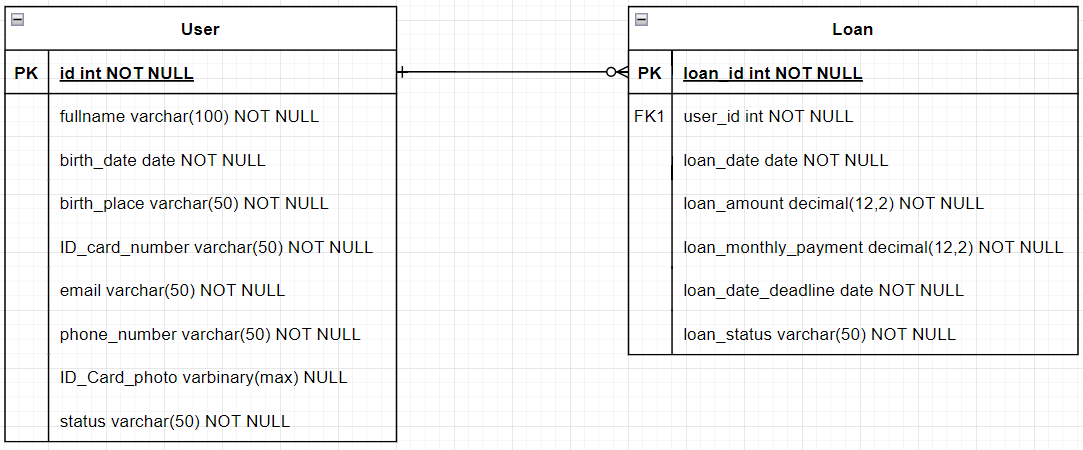 User
PK id int NOT NULL
fullname varchar(100) NOT NULL
birth_date date NOT NULL
birth_place varchar(50) NOT NULL
ID_card_number varchar(50) NOT NULL
email varchar(50) NOT NULL
phone_number varchar(50) NOT NULL
ID_Card_photo varbinary(max) NULL
status varchar(50) NOT NULL
Loan
PK loan_id int NOT NULL
FK1 user_id int NOT NULL
loan_date date NOT NULL
loan_amount decimal(12,2) NOT NULL
loan_monthly_payment decimal(12,2) NOT NULL
loan_date_deadline date NOT NULL
loan_status varchar(50) NOT NULL